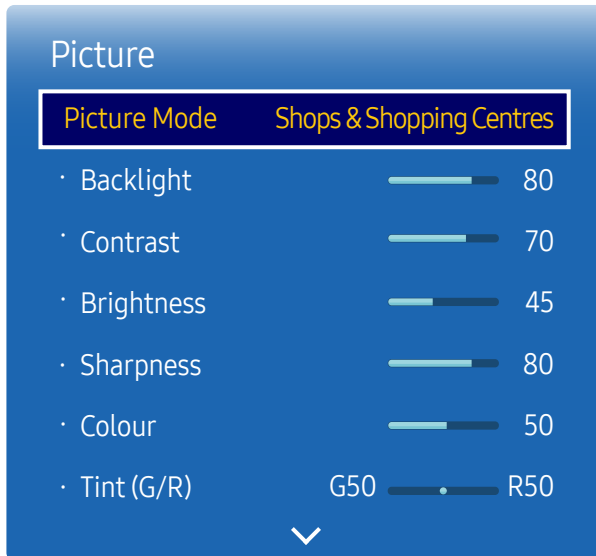 Picture
Picture Mode Shops & Shopping Centres
· Backlight 80
· Contrast 70
· Brightness 45
· Sharpness 80
· Colour 50
· Tint (G/R) G50 R50